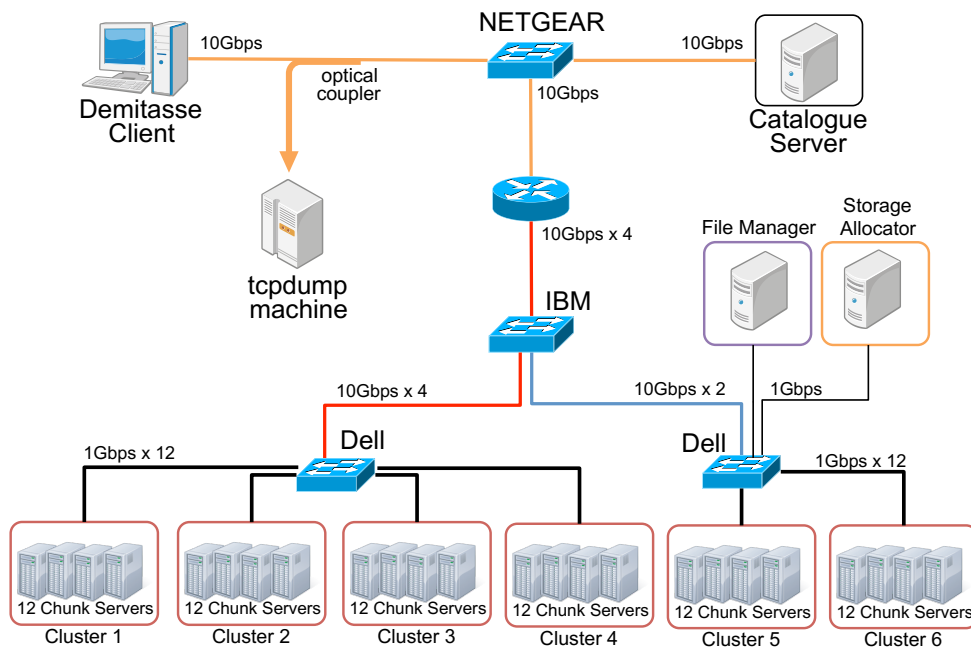 NETGEAR
10Gbps
10Gbps
optical
coupler
10Gbps
Demitasse
Client
Catalogue
Server
tcpdump
machine
10Gbps x 4
File Manager
Storage
Allocator
IBM
10Gbps x 4
10Gbps x 2
1Gbps
Dell
Dell
1Gbps x 12
1Gbps x 12
12 Chunk Servers
12 Chunk Servers
12 Chunk Servers
12 Chunk Servers
12 Chunk Servers
12 Chunk Servers
Cluster 1
Cluster 2
Cluster 3
Cluster 4
Cluster 5
Cluster 6